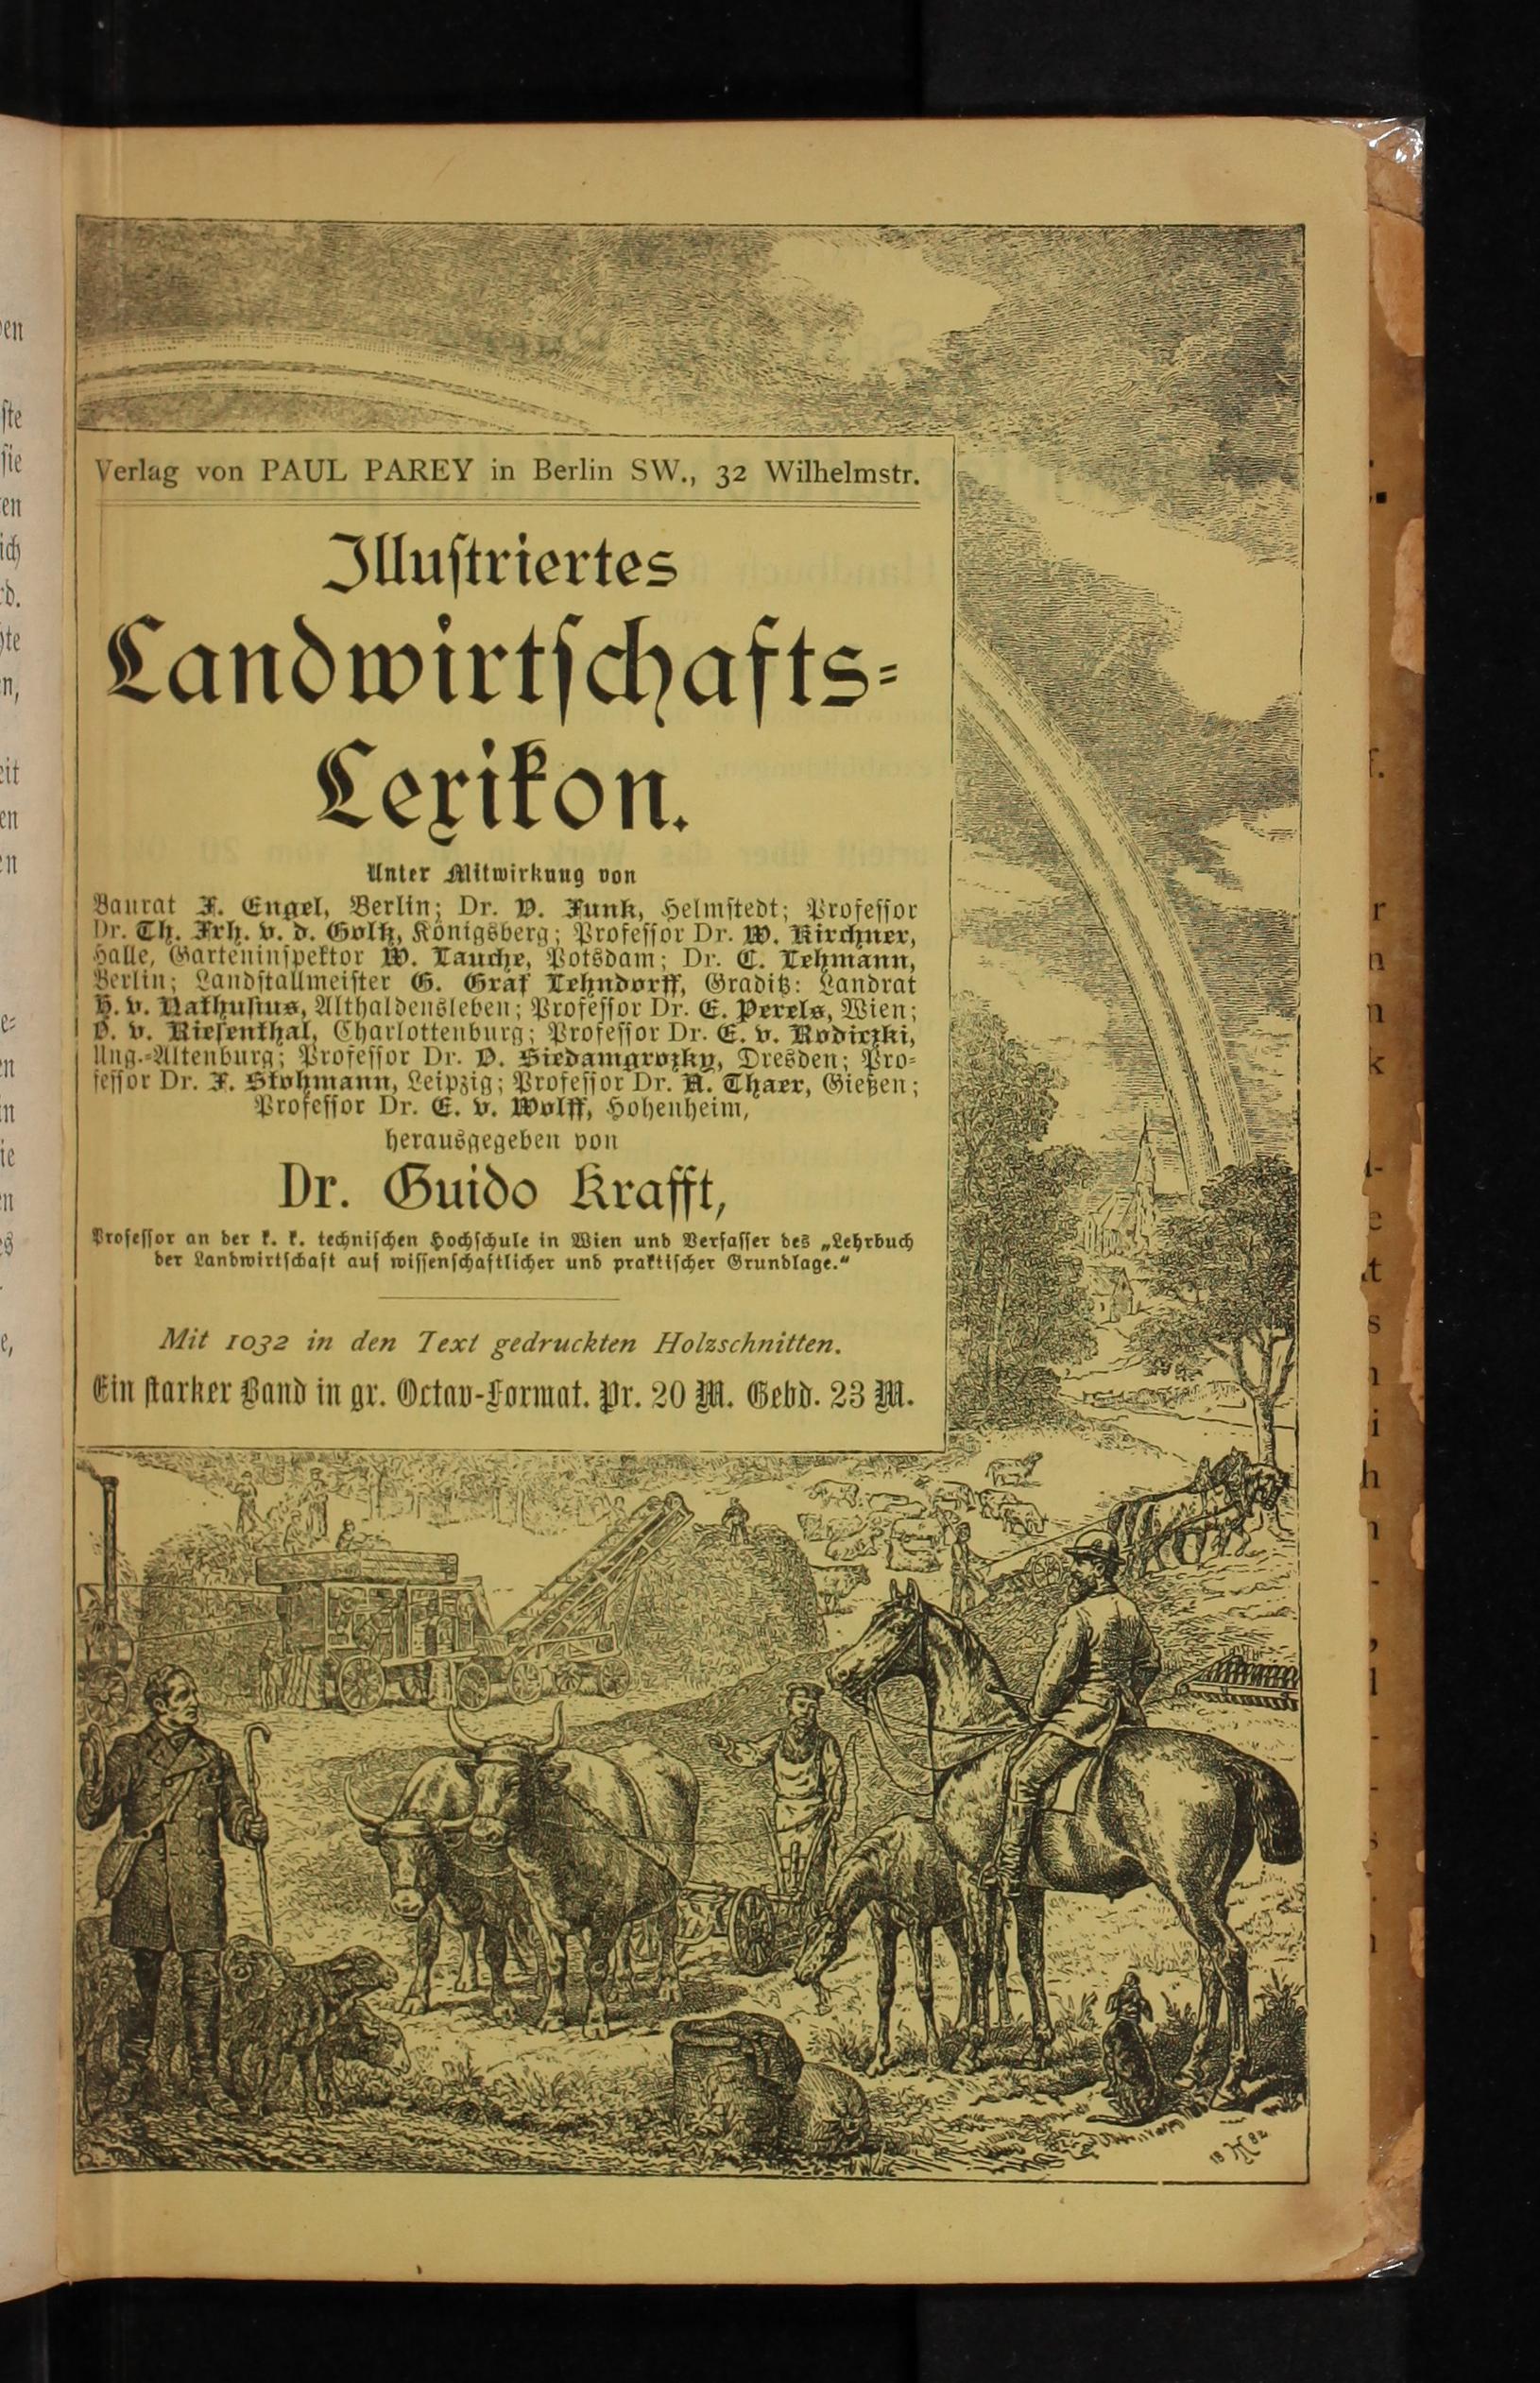 Verlag von PAUL PAREY in Berlin SW., 32 Wilhelmstr.
Illuſtriertes
Landwirtſchafts=
Lexikon.
Unter Mitwirkung von
Baurat F. Engel, Berlin; Dr. V. Funk, Helmſtedt; Profeſſor
Dr. Th. Frh. v. d. Goltz, Königsberg; Profeſſor Dr. W. Kirchner,
Halle, Garteninſpektor W. Lauche, Potsdam; Dr. C. Lehmann,
Berlin; Landſtallmeiſter G. Graf Lehndorff, Graditz: Landrat
H. v. Nathuſius, Althaldensleben; Profeſſor Dr. E. Perels, Wien;
O. v. Rieſenthal, Charlottenburg; Profeſſor Dr. E. v. Rodiczki,
Ung.=Altenburg; Profeſſor Dr. O. Siedamgrotzky, Dresden; Pro=
feſſor Dr. F. Stohmann, Leipzig; Profeſſor Dr. A. Thaer, Gießen;
Profeſſor Dr. E. v. Wolff, Hohenheim,
herausgegeben von
Dr. Guido Krafft,
Profeſſor an der k. k. techniſchen Hochſchule in Wien und Verfaſſer des „Lehrbuch
der Landwirtſchaft auf wiſſenſchaftlicher und praktiſcher Grundlage.“
Mit 1032 in den Text gedruckten Holzschnitten.
Ein ſtarker Band in gr. Octav-Format. Pr. 20 M. Gebd. 23 M.